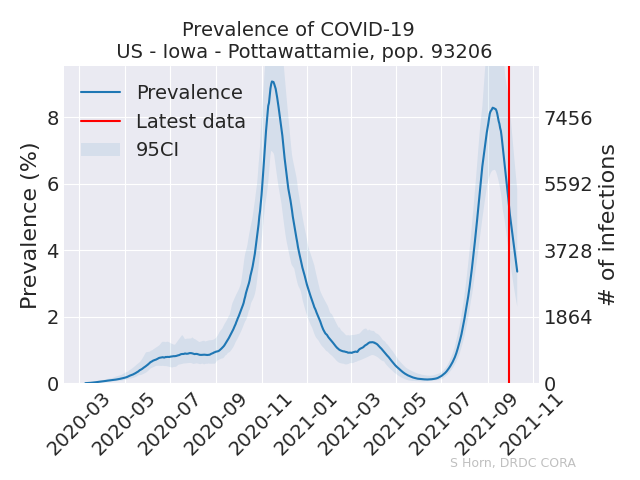 Prevalence of COVID-19
US - Iowa - Pottawattamie, pop. 93206
Prevalence
Latest data
95CI
Prevalence (%)
8
6
4
2
0
# of infections
7456
5592
3728
1864
0
2020-03
2020-05
2020-07
2020-09
2020-11
2021-01
2021-03
2021-05
2021-07
2021-09
2021-11
S Horn, DRDC CORA